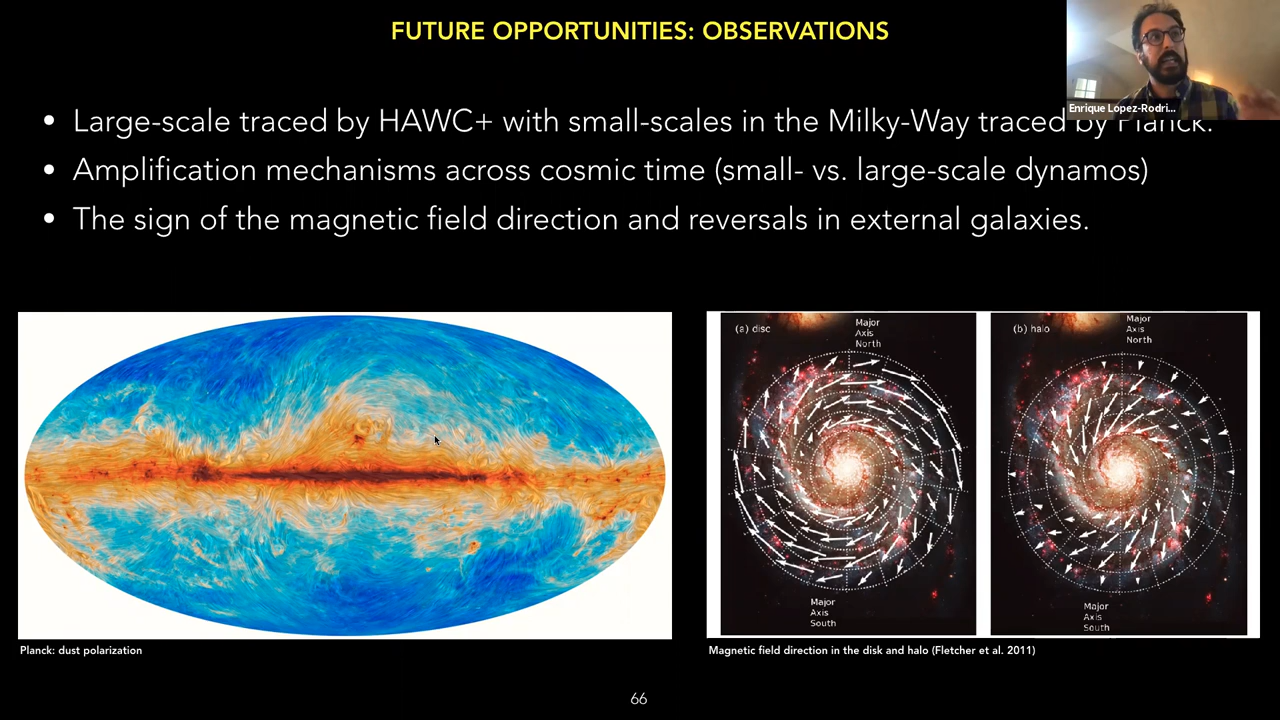 FUTURE OPPORTUNITIES: OBSERVATIONS
Enrique Lopez-Rodri...
• Large-scale traced by HAWC+ with small-scales in the Milky-Way traced by Planck.
• Amplification mechanisms across cosmic time (small- vs. large-scale dynamos)
• The sign of the magnetic field direction and reversals in external galaxies.
(a) disc
Major
Axis
North
(b) halo
Major
Axis
North
Major
Axis
South
Major
Axis
South
Planck: dust polarization
Magnetic field direction in the disk and halo (Fletcher et al. 2011)
66